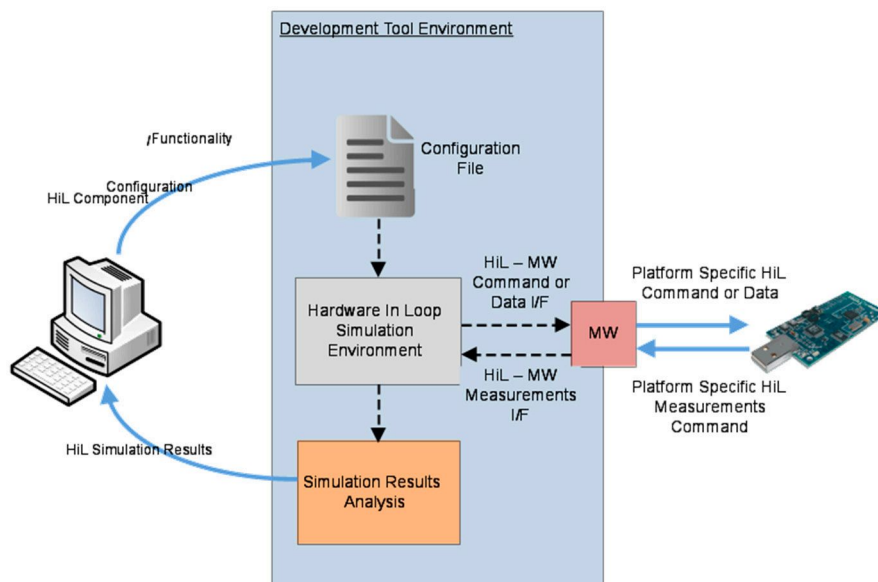 Development Tool Environment
/Functionality
Configuration
HiL Component
Configuration
File
HiL – MW
Command or
Data I/F
Hardware In Loop
Simulation
Environment
MW
Platform Specific HiL
Command or Data
HiL – MW
Measurements
I/F
Platform Specific HiL
Measurements
Command
HiL Simulation Results
Simulation Results
Analysis